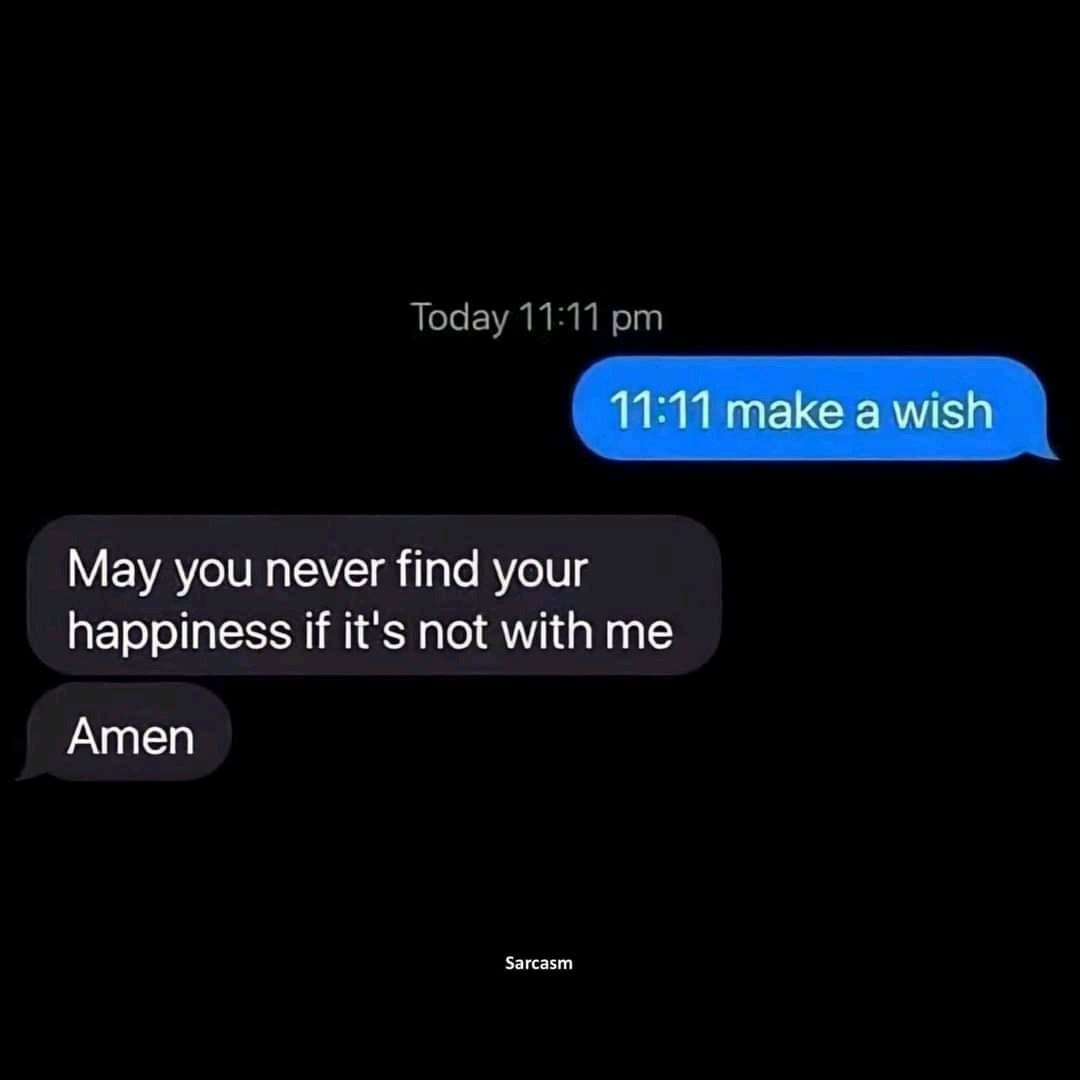 Today 11:11 pm
11:11 make a wish
May you never find your
happiness if it's not with me
Amen
Sarcasm